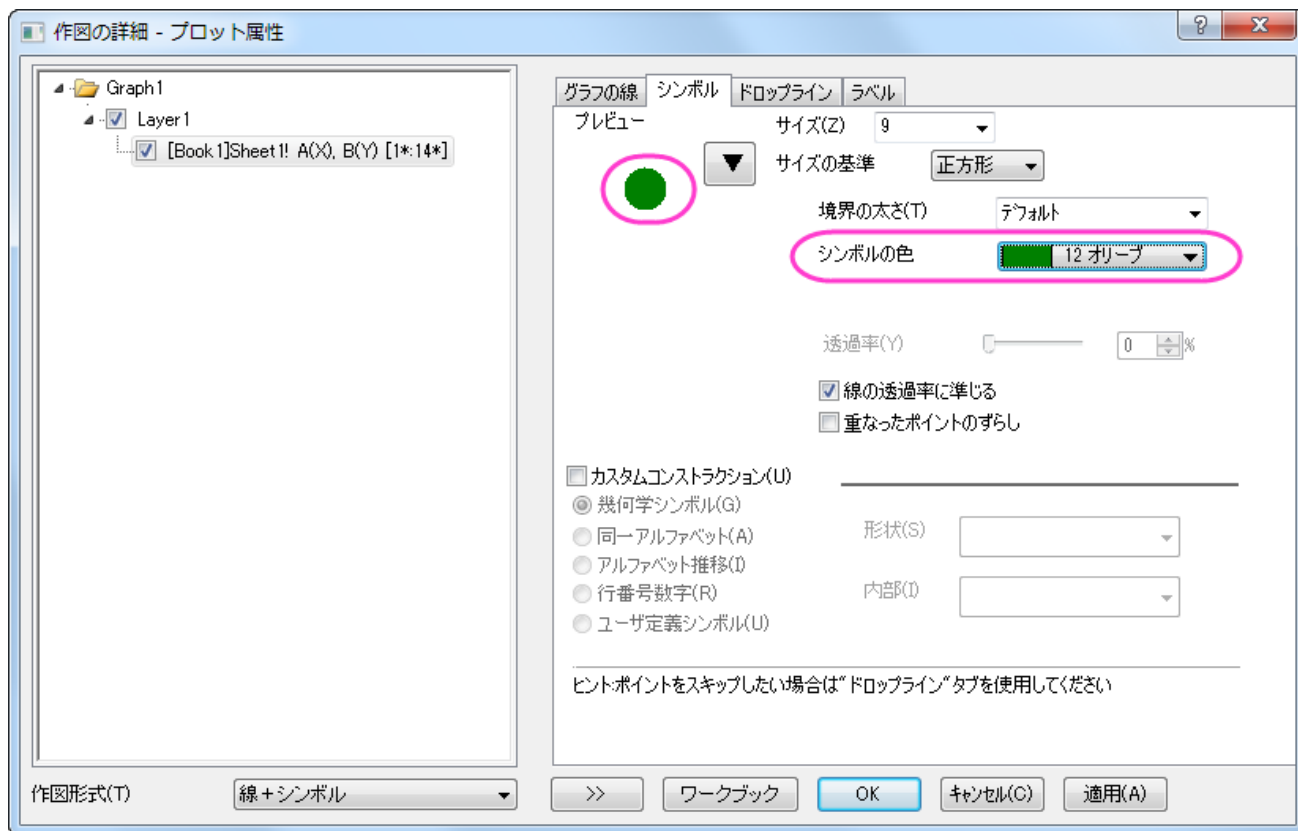 作図の詳細 - プロット属性
Graph1
Layer1
[Book1]Sheet1! A(X), B(Y) [1*:14*]
グラフの線 シンボル ドロップライン ラベル
プレビュー サイズ(Z) 9
サイズの基準 正方形
境界の太さ(T) デフォルト
シンボルの色 12 オリーブ
透過率(Y) 0 %
線の透過率に準じる
重なったポイントのずらし
カスタムコンストラクション(U)
幾何学シンボル(G)
同一アルファベット(A) 形状(S)
アルファベット推移(I)
行番号数字(R) 内部(I)
ユーザ定義シンボル(U)
ヒント:ポイントをスキップしたい場合は"ドロップライン"タブを使用してください
作図形式(T) 線+シンボル >> ワークブック OK キャンセル(C) 適用(A)